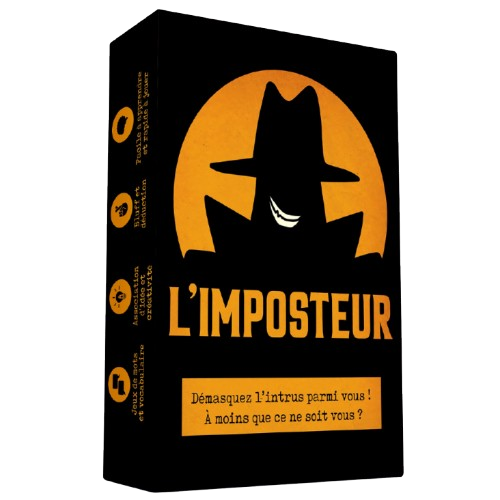 L'IMPOSTEUR
Démasquez l'intrus parmi vous !
À moins que ce ne soit vous ?
Facile à apprendre
et rapide à jouer
Bluff et
déduction
Association
d'idée et
créativité
Jeux de mots
et vocabulaire